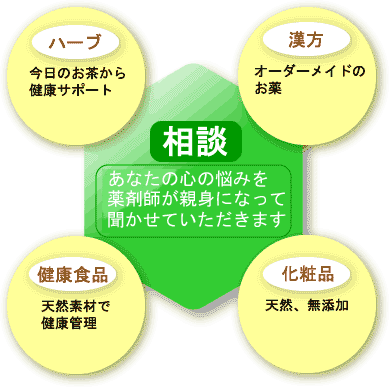 ハーブ
今日のお茶から
健康サポート
漢方
オーダーメイドの
お薬
相談
あなたの心の悩みを
薬剤師が親身になって
聞かせていただきます
健康食品
天然素材で
健康管理
化粧品
天然、無添加